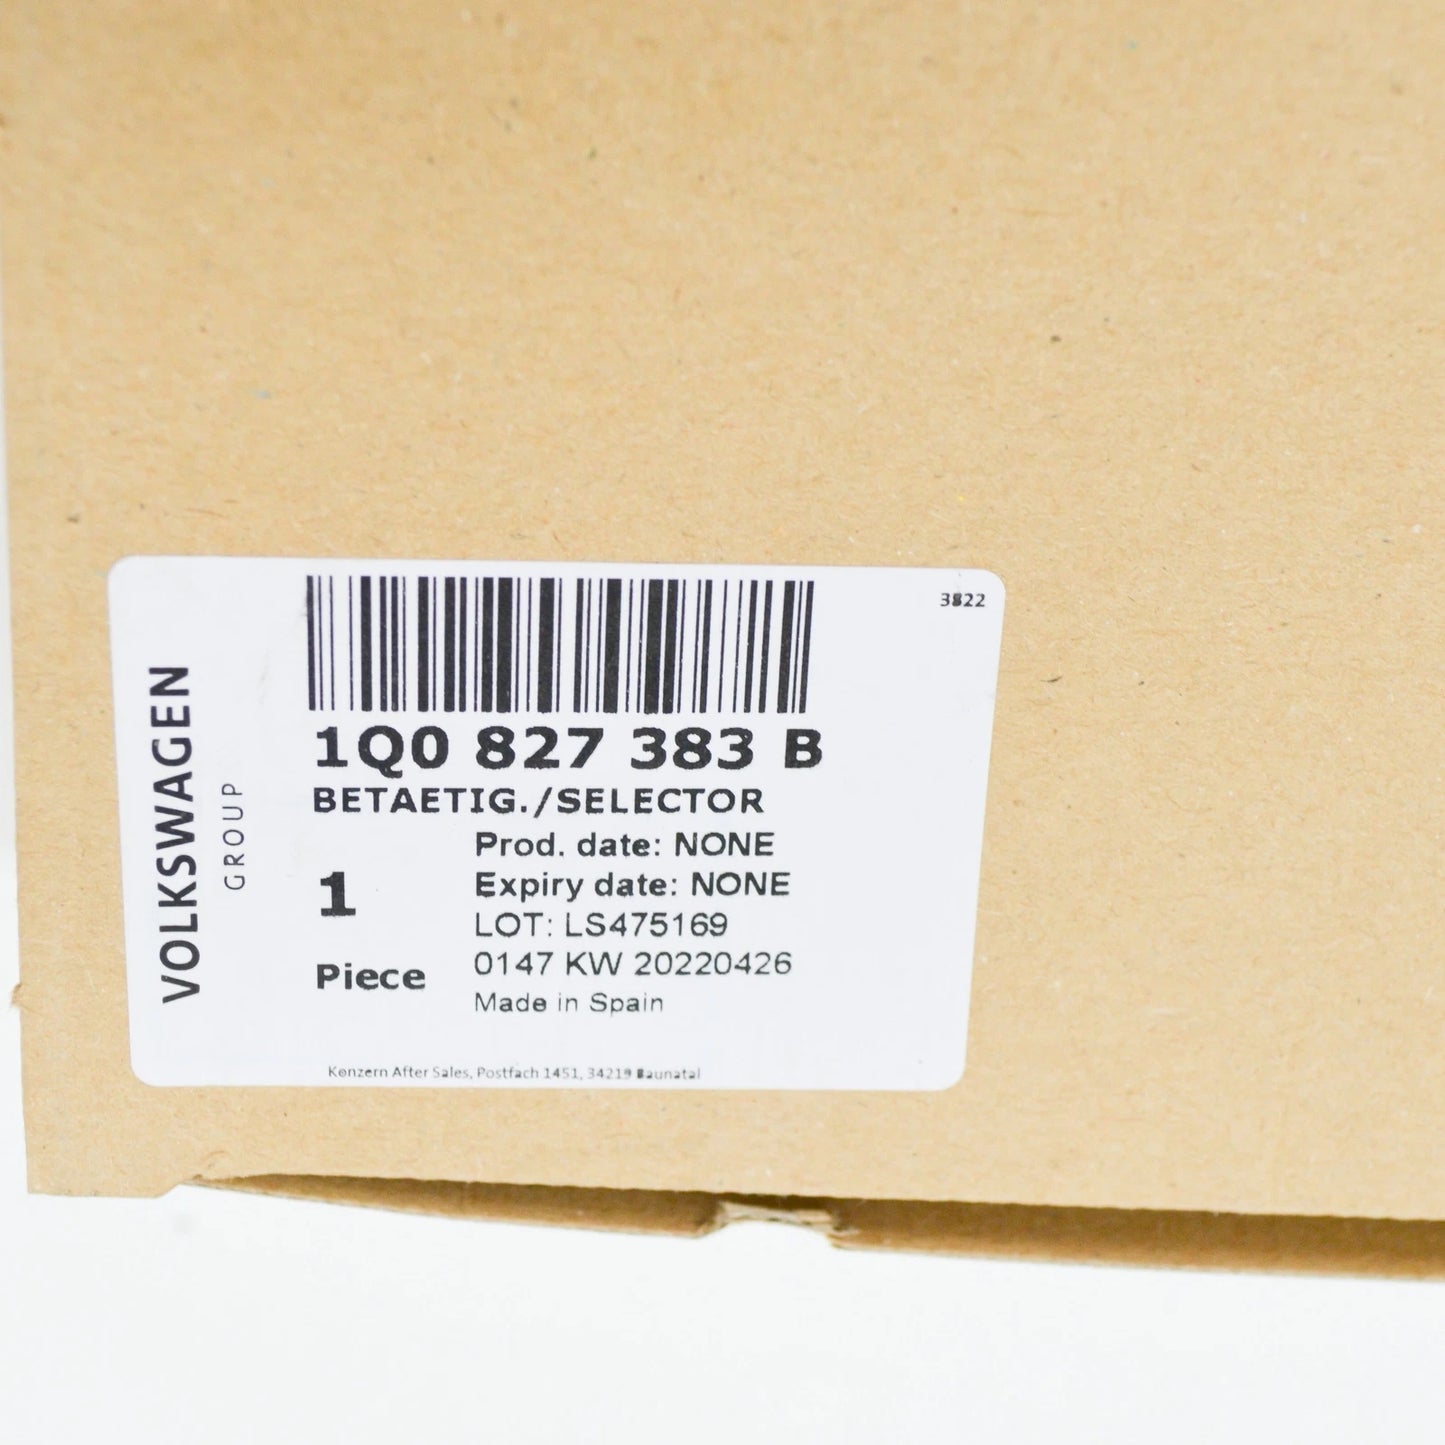 VOLKSWAGEN
GROUP
3822
1Q0 827 383 B
BETAETIG./SELECTOR
1
Piece
Prod. date: NONE
Expiry date: NONE
LOT: LS475169
0147 KW 20220426
Made in Spain
Konzern After Sales, Postfach 1451, 34219 Baunatal